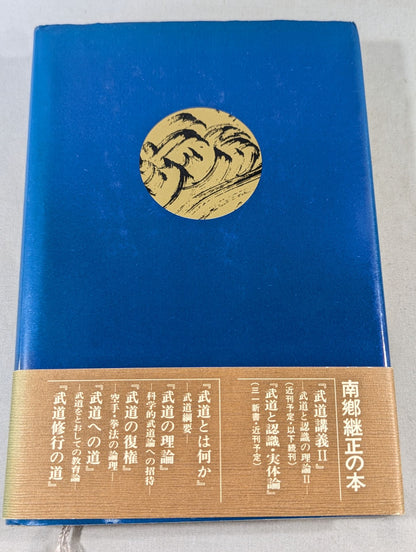 南郷継正の本
『武道講義Ⅱ』
―武道と認識の理論Ⅱ
(近刊予定・以下続刊)
『武道と認識・実体論』
(三一新書・近刊予定)
『武道とは何か』
―武道綱要―
『武道の理論』
―科学的武道論への招待―
『武道の復権』
―空手・拳法の論理―
『武道への道』
―武道をとおしての教育論
『武道修行の道』